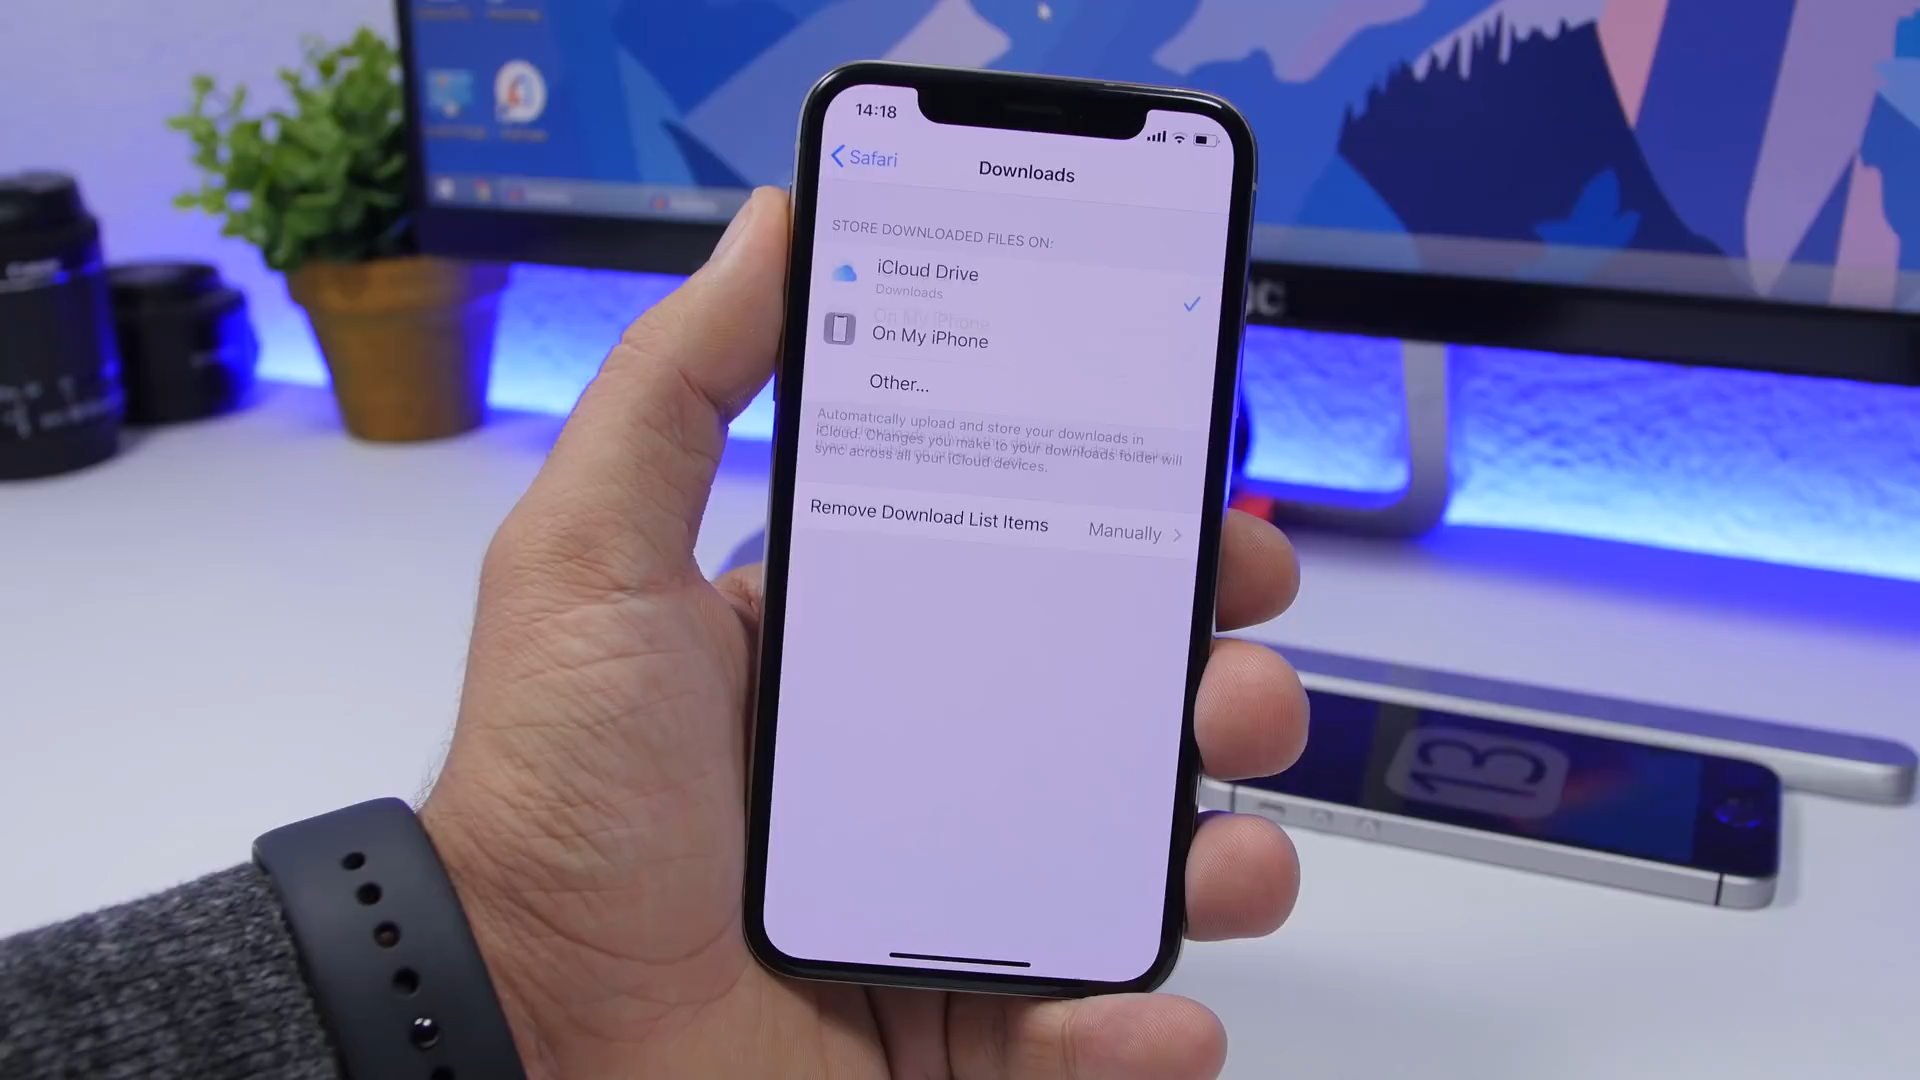 14:18
Safari
Downloads
STORE DOWNLOADED FILES ON:
iCloud Drive
Downloads
On My iPhone
On My iPhone
Other...
Automatically upload and store your downloads in
iCloud. Changes you make to your downloads folder will
sync across all your iCloud devices.
Remove Download List Items Manually
13